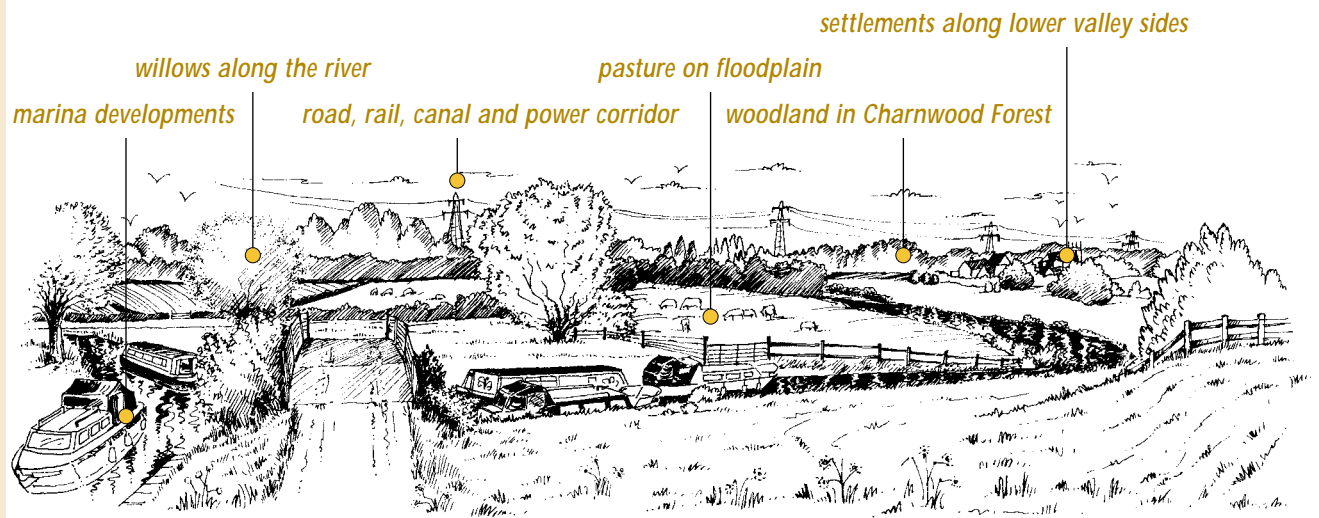 settlements along lower valley sides
willows along the river
pasture on floodplain
marina developments
road, rail, canal and power corridor
woodland in Charnwood Forest